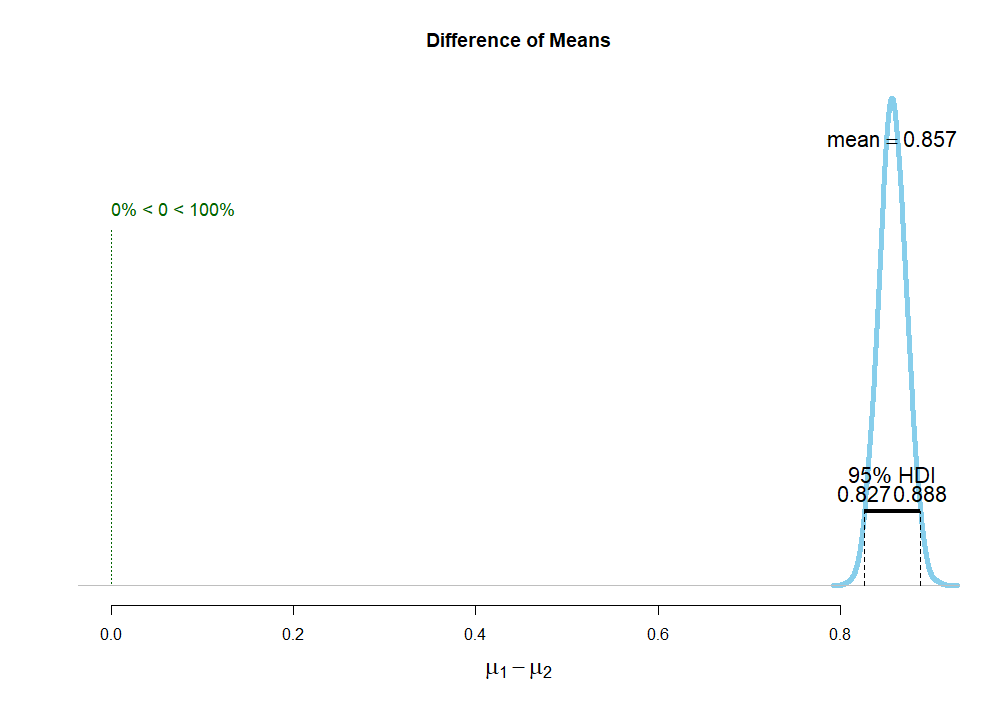 Difference of Means
mean = 0.857
0% < 0 < 100%
95% HDI
0.827 0.888
0.0 0.2 0.4 0.6 0.8
μ1 − μ2